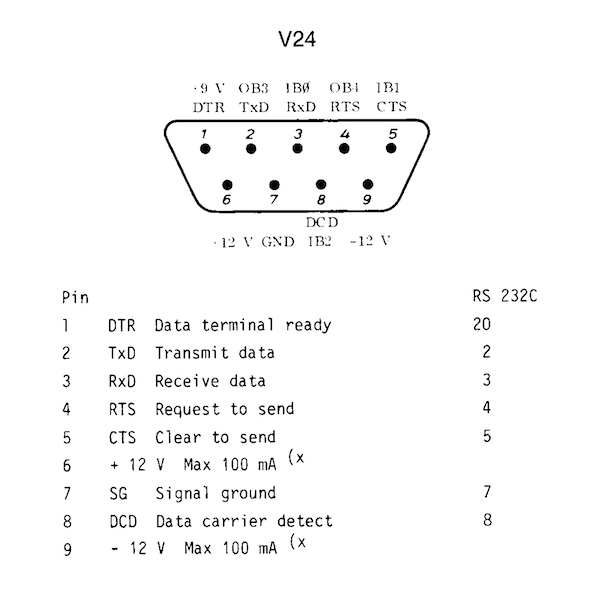 V24
+9 V OB3 IBØ OB4 IB1
DTR TxD RxD RTS CTS
1 2 3 4 5
6 7 8 9
DCD
+12 V GND IB2 -12 V
Pin RS 232C
1 DTR Data terminal ready 20
2 TxD Transmit data 2
3 RxD Receive data 3
4 RTS Request to send 4
5 CTS Clear to send 5
6 + 12 V Max 100 mA (x
7 SG Signal ground 7
8 DCD Data carrier detect 8
9 - 12 V Max 100 mA (x